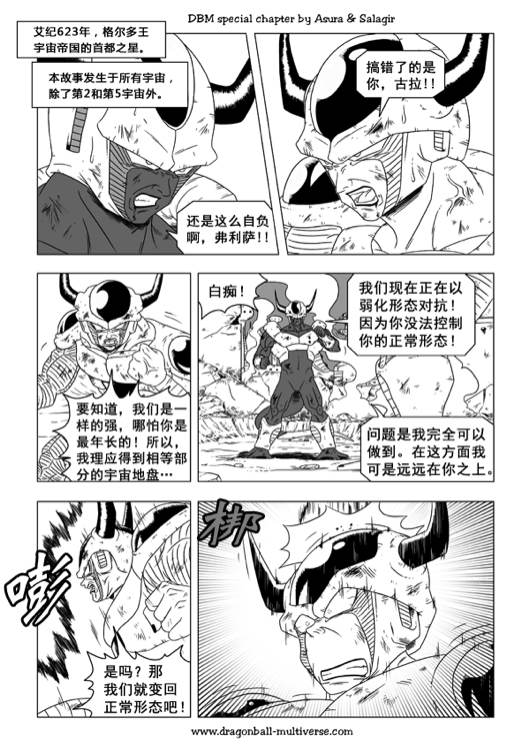 DBM special chapter by Asura & Salagir
艾纪623年，格尔多王
宇宙帝国的首都之星。
本故事发生于所有宇宙，
除了第2和第5宇宙外。
还是这么自负
啊，弗利萨!!
搞错了的是
你，古拉!!
要知道，我们是一
样的强，哪怕你是
最年长的！所以，
我理应得到相等部
分的宇宙地盘…
白痴！
我们现在正在以
弱化形态对抗！
因为你没法控制
你的正常形态！
问题是我完全可以
做到。在这方面我
可是远远在你之上。
嘭
是吗？那
我们就变回
正常形态吧！
梆
www.dragonball-multiverse.com